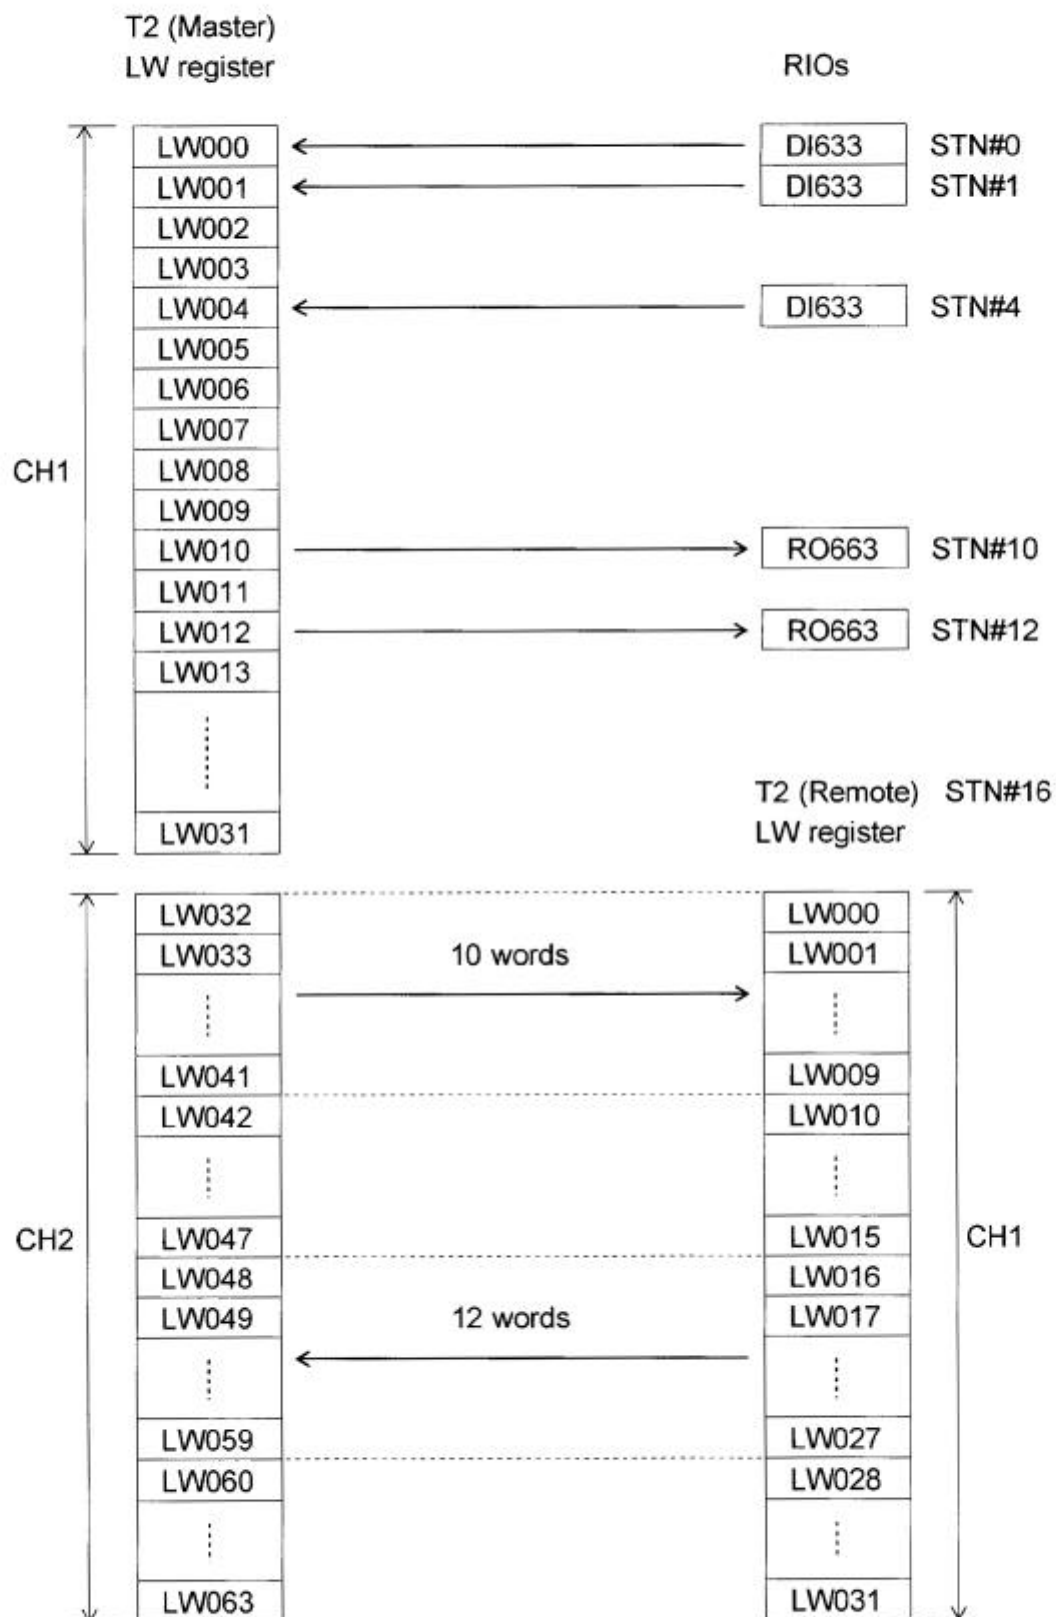 T2 (Master)
LW register
RIOs
LW000 DI633 STN#0
LW001 DI633 STN#1
LW002
LW003
LW004 DI633 STN#4
LW005
LW006
LW007
CH1 LW008
LW009
LW010 RO663 STN#10
LW011
LW012 RO663 STN#12
LW013
T2 (Remote) STN#16
LW register
LW031
LW032 LW000
LW033 10 words LW001
LW041 LW009
LW042 LW010
CH2 LW047 LW015 CH1
LW048 LW016
LW049 12 words LW017
LW059 LW027
LW060 LW028
LW063 LW031